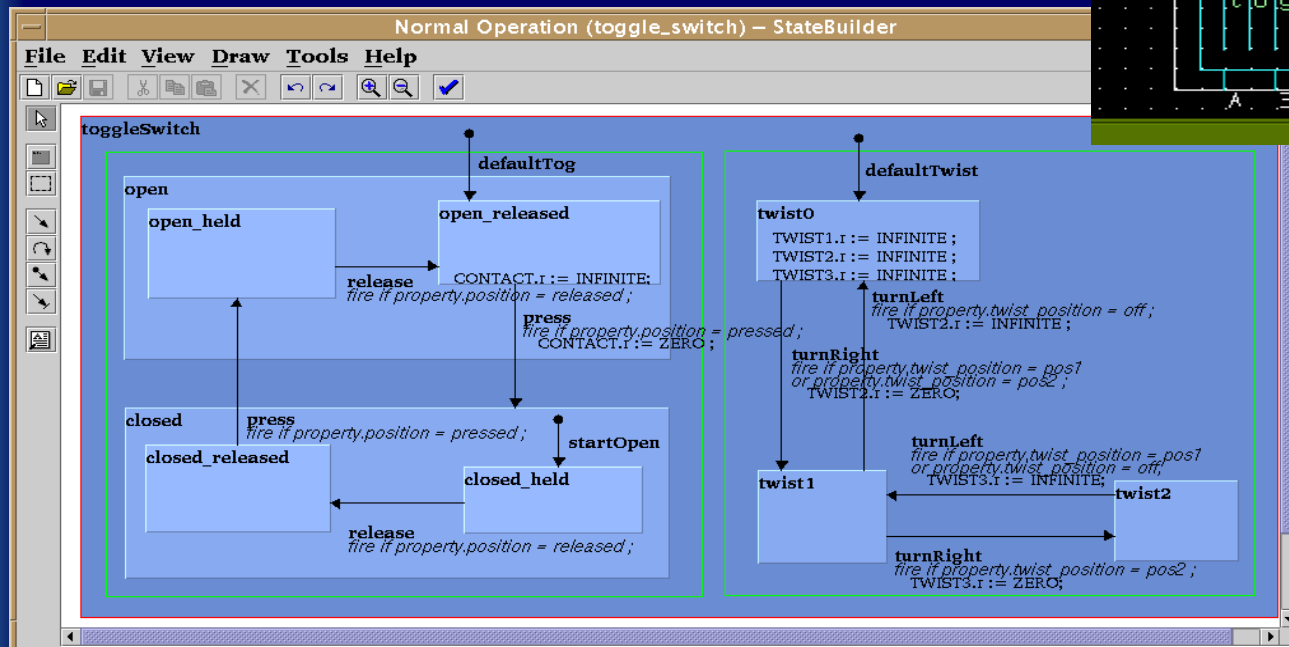 Normal Operation (toggle_switch) — StateBuilder
File Edit View Draw Tools Help
toggleSwitch
defaultTog
open
open_held
open_released
CONTACT.r := INFINITE;
release
fire if property.position = released ;
press
fire if property.position = pressed ;
CONTACT.r := ZERO ;
closed
press
fire if property.position = pressed ;
startOpen
closed_released
closed_held
release
fire if property.position = released ;
defaultTwist
twist0
TWIST1.r := INFINITE ;
TWIST2.r := INFINITE ;
TWIST3.r := INFINITE ;
turnLeft
fire if property.twist_position = off ;
TWIST2.r := INFINITE ;
turnRight
fire if property.twist_position = pos1
or property.twist_position = pos2 ;
TWIST2.r := ZERO;
turnLeft
fire if property.twist_position = pos1
or property.twist_position = off;
TWIST3.r := INFINITE;
twist1
twist2
turnRight
fire if property.twist_position = pos2 ;
TWIST3.r := ZERO;
A